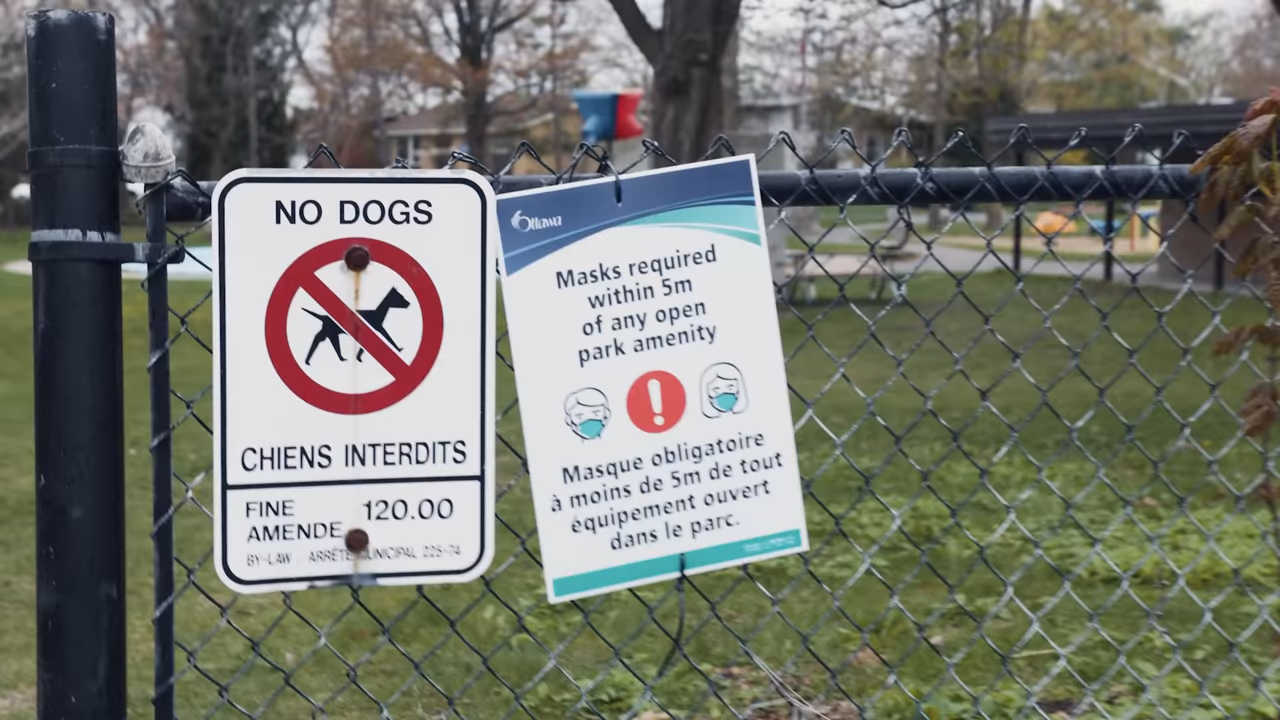 NO DOGS
CHIENS INTERDITS
FINE 120.00
AMENDE
BY-LAW / ARRÊTÉ MUNICIPAL 225-74
Ottawa
Masks required
within 5m
of any open
park amenity
Masque obligatoire
à moins de 5m de tout
équipement ouvert
dans le parc.